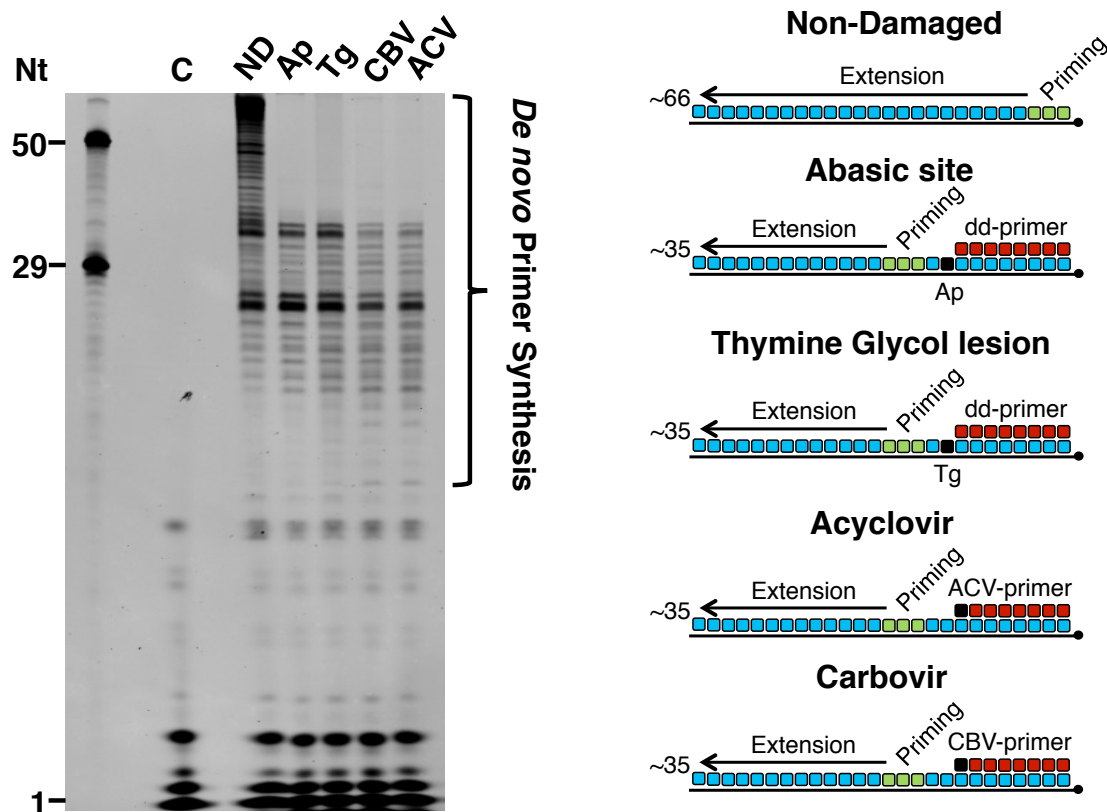 Nt
C
ND
Ap
Tg
CBV
ACV
50
29
1
De novo Primer Synthesis
Non-Damaged
Priming
Extension
~66
Abasic site
Priming
dd-primer
Extension
~35
Ap
Thymine Glycol lesion
Priming
dd-primer
Extension
~35
Tg
Acyclovir
Priming
ACV-primer
Extension
~35
Carbovir
Priming
CBV-primer
Extension
~35